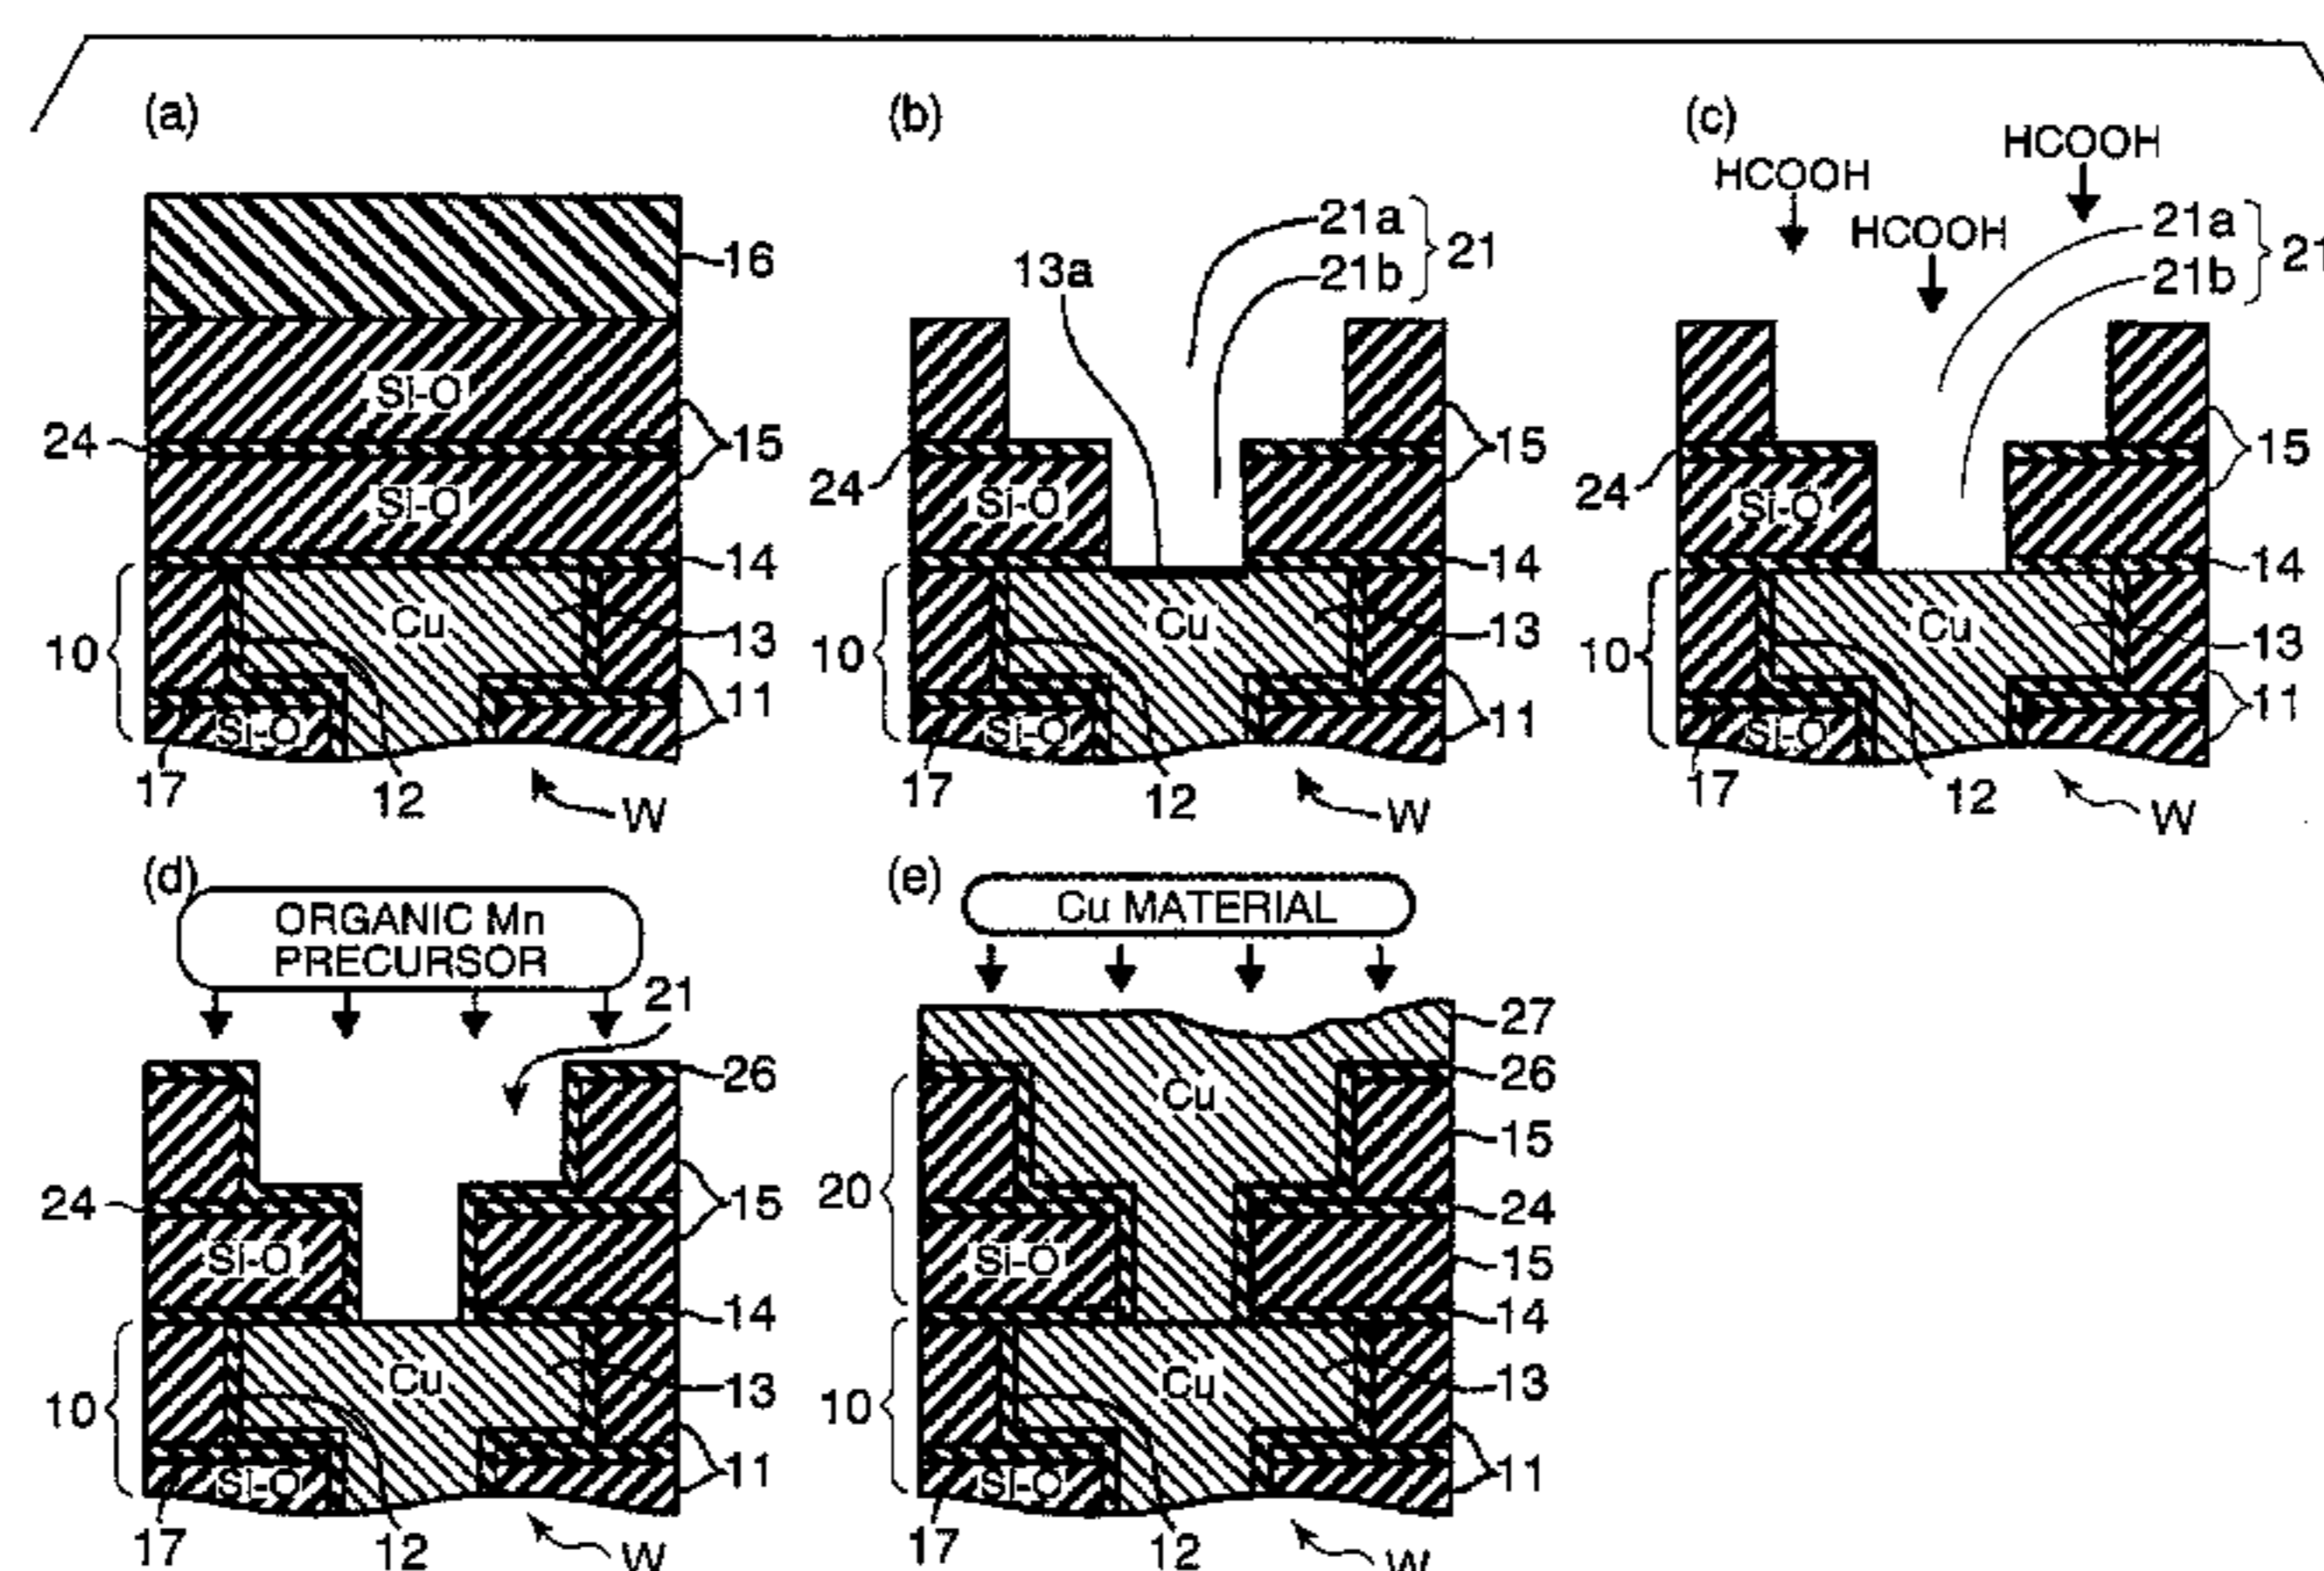 (a)
16
Si-O
24
15
Si-O
14
10
Cu
13
11
Si-O
17
12
W
(b)
21a
21b
21
13a
15
24
Si-O
14
10
Cu
13
11
Si-O
17
12
W
(c)
HCOOH
HCOOH
HCOOH
21a
21b
21
15
24
Si-O
14
10
Cu
13
11
Si-O
17
12
W
(d)
ORGANIC Mn
PRECURSOR
21
26
24
15
Si-O
14
10
Cu
13
11
Si-O
17
12
W
(e)
Cu MATERIAL
27
26
Cu
15
20
24
Si-O
15
14
10
Cu
13
11
Si-O
17
12
W